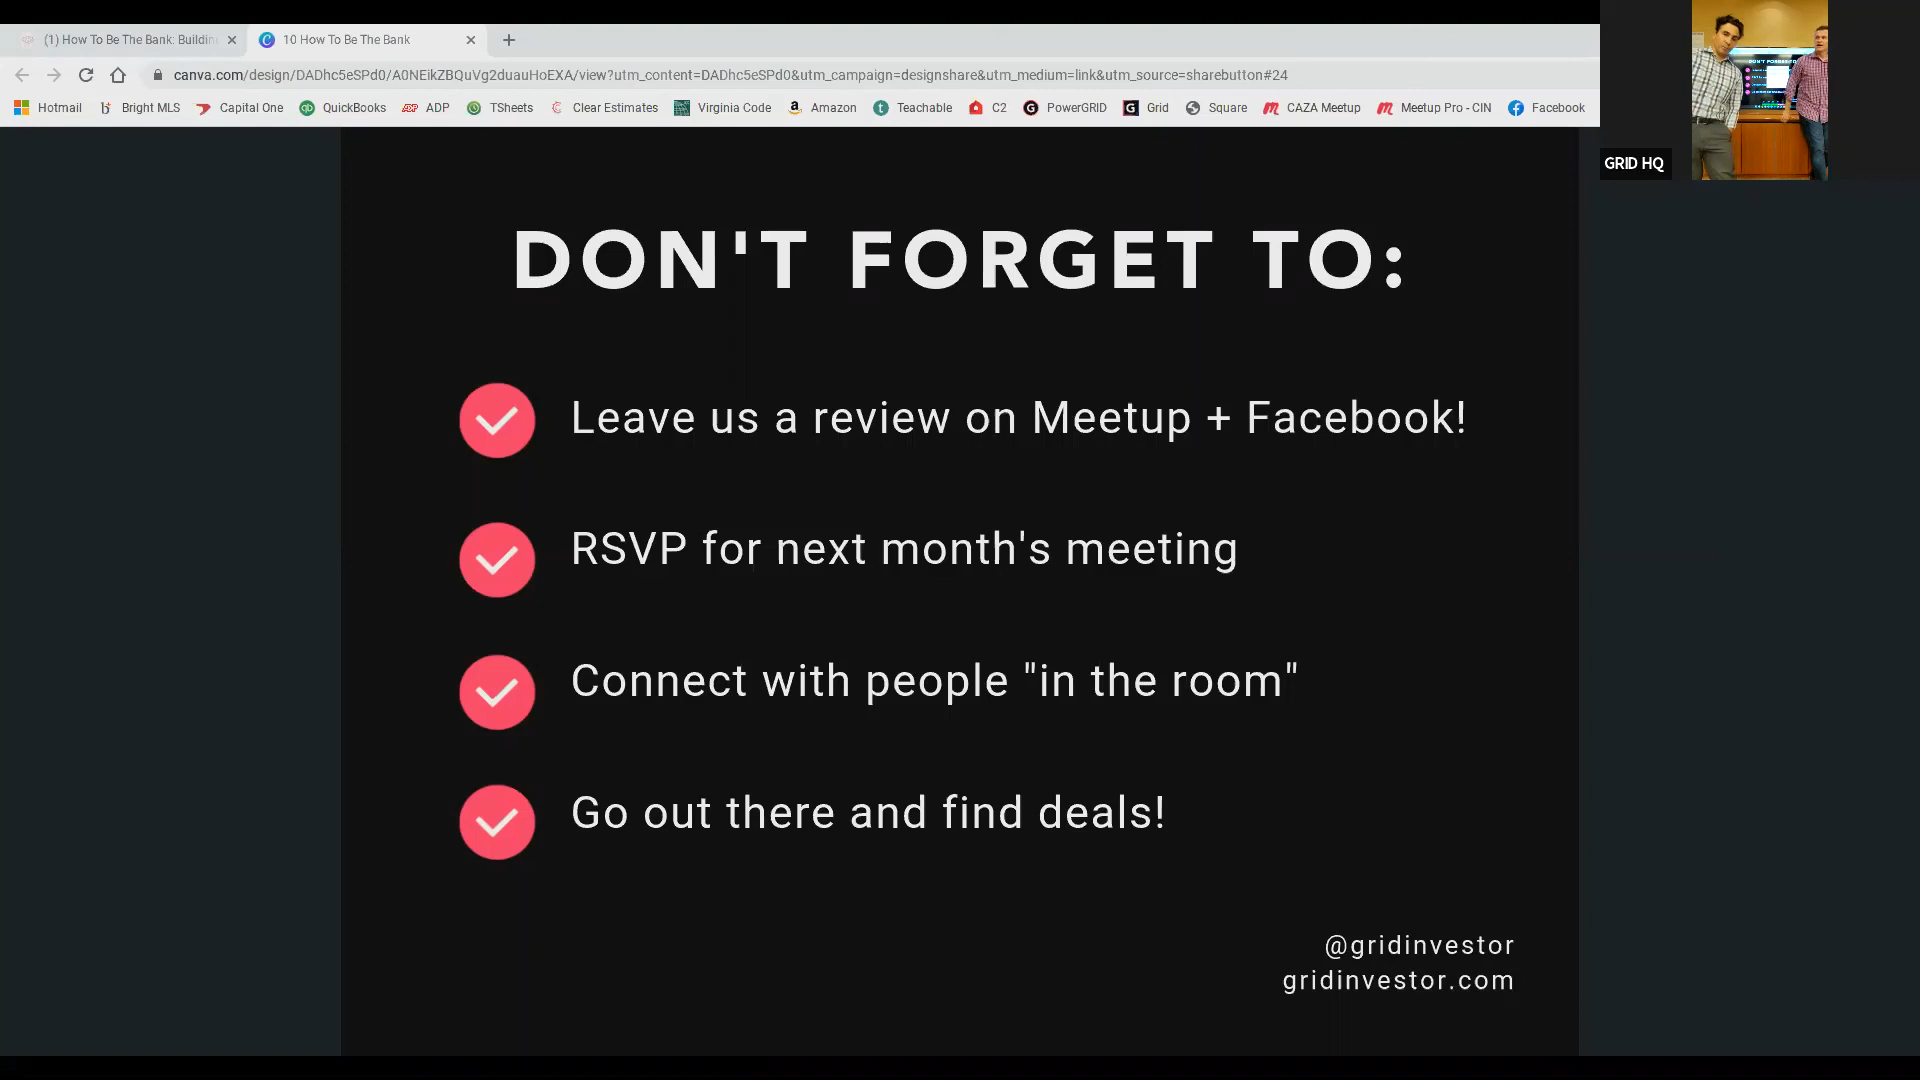 (1) How To Be The Bank: Buildin
10 How To Be The Bank
canva.com/design/DADhc5eSPd0/A0NEikZBQuVg2duauHoEXA/view?utm_content=DADhc5eSPd0&utm_campaign=designshare&utm_medium=link&utm_source=sharebutton#24
Hotmail Bright MLS Capital One QuickBooks ADP TSheets Clear Estimates Virginia Code Amazon Teachable C2 PowerGRID Grid Square CAZA Meetup Meetup Pro - CIN Facebook
GRID HQ
DON'T FORGET TO:
Leave us a review on Meetup + Facebook!
RSVP for next month's meeting
Connect with people "in the room"
Go out there and find deals!
@gridinvestor
gridinvestor.com